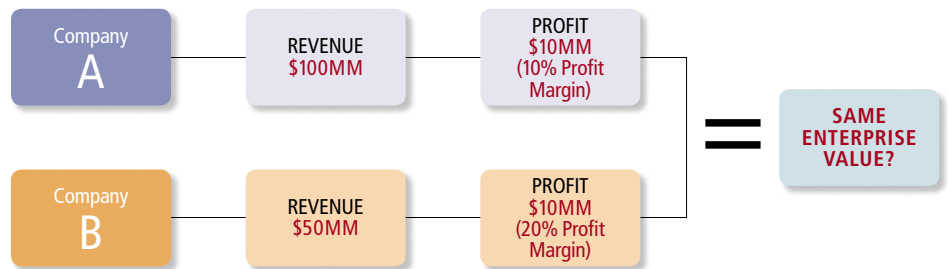 Company
A
REVENUE
$100MM
PROFIT
$10MM
(10% Profit
Margin)
=
SAME
ENTERPRISE
VALUE?
Company
B
REVENUE
$50MM
PROFIT
$10MM
(20% Profit
Margin)